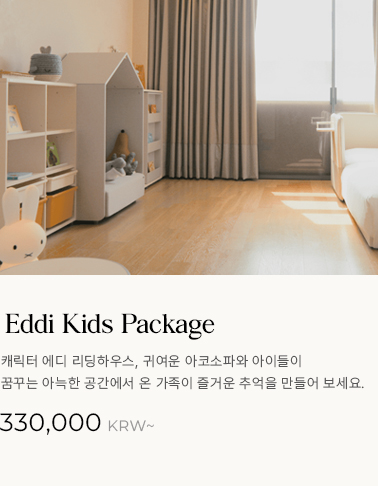 Eddi Kids Package
캐릭터 에디 리딩하우스, 귀여운 아코소파와 아이들이
꿈꾸는 아늑한 공간에서 온 가족이 즐거운 추억을 만들어 보세요.
330,000 KRW~